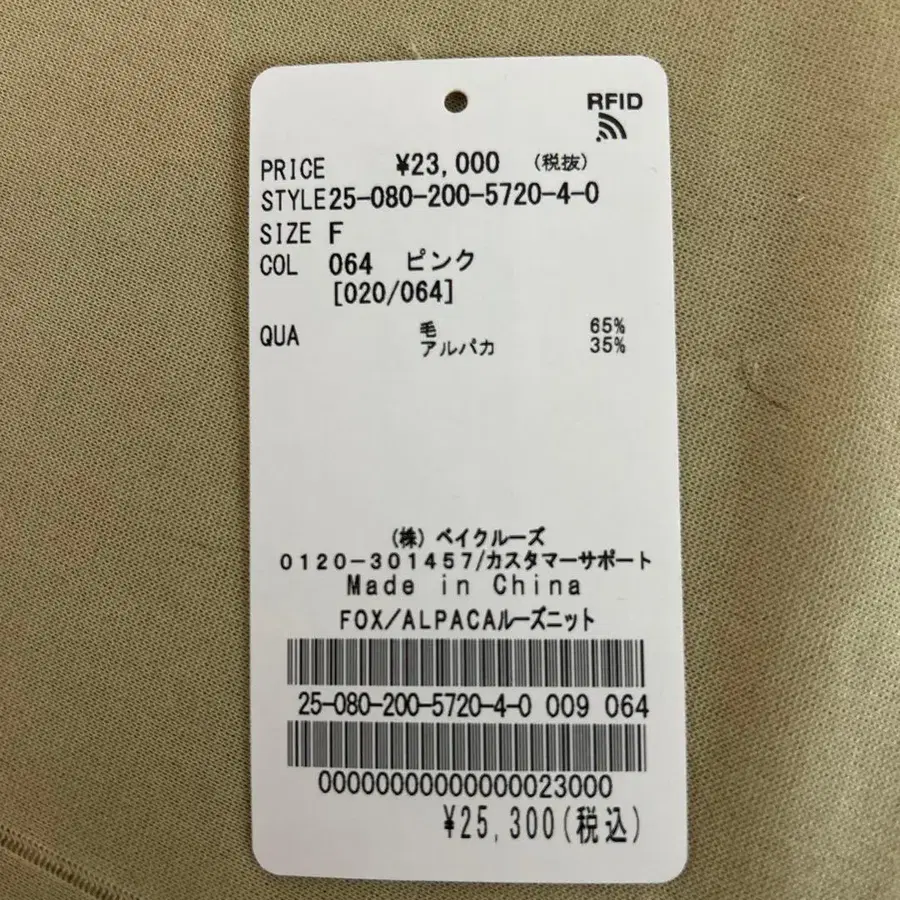 RFID
PRICE ¥23,000 (税抜)
STYLE 25-080-200-5720-4-0
SIZE F
COL 064 ピンク
[020/064]
QUA 毛 65%
アルパカ 35%
(株) ベイクルーズ
0120-301457/カスタマーサポート
Made in China
FOX/ALPACAルーズニット
25-080-200-5720-4-0 009 064
00000000000000023000
¥25,300(税込)